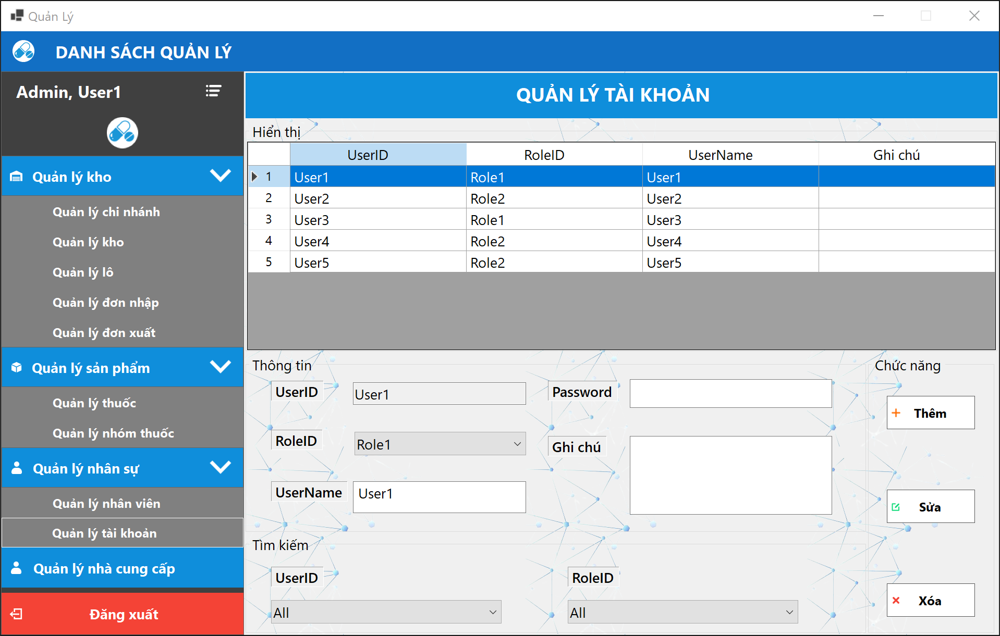 Quản Lý
DANH SÁCH QUẢN LÝ
Admin, User1
Quản lý kho
Quản lý chi nhánh
Quản lý kho
Quản lý lô
Quản lý đơn nhập
Quản lý đơn xuất
Quản lý sản phẩm
Quản lý thuốc
Quản lý nhóm thuốc
Quản lý nhân sự
Quản lý nhân viên
Quản lý tài khoản
Quản lý nhà cung cấp
Đăng xuất
QUẢN LÝ TÀI KHOẢN
Hiển thị
UserID RoleID UserName Ghi chú
1 User1 Role1 User1
2 User2 Role2 User2
3 User3 Role1 User3
4 User4 Role2 User4
5 User5 Role2 User5
Thông tin
UserID User1 Password
RoleID Role1 Ghi chú
UserName User1
Tìm kiếm
UserID RoleID
All All
Chức năng
Thêm
Sửa
Xóa